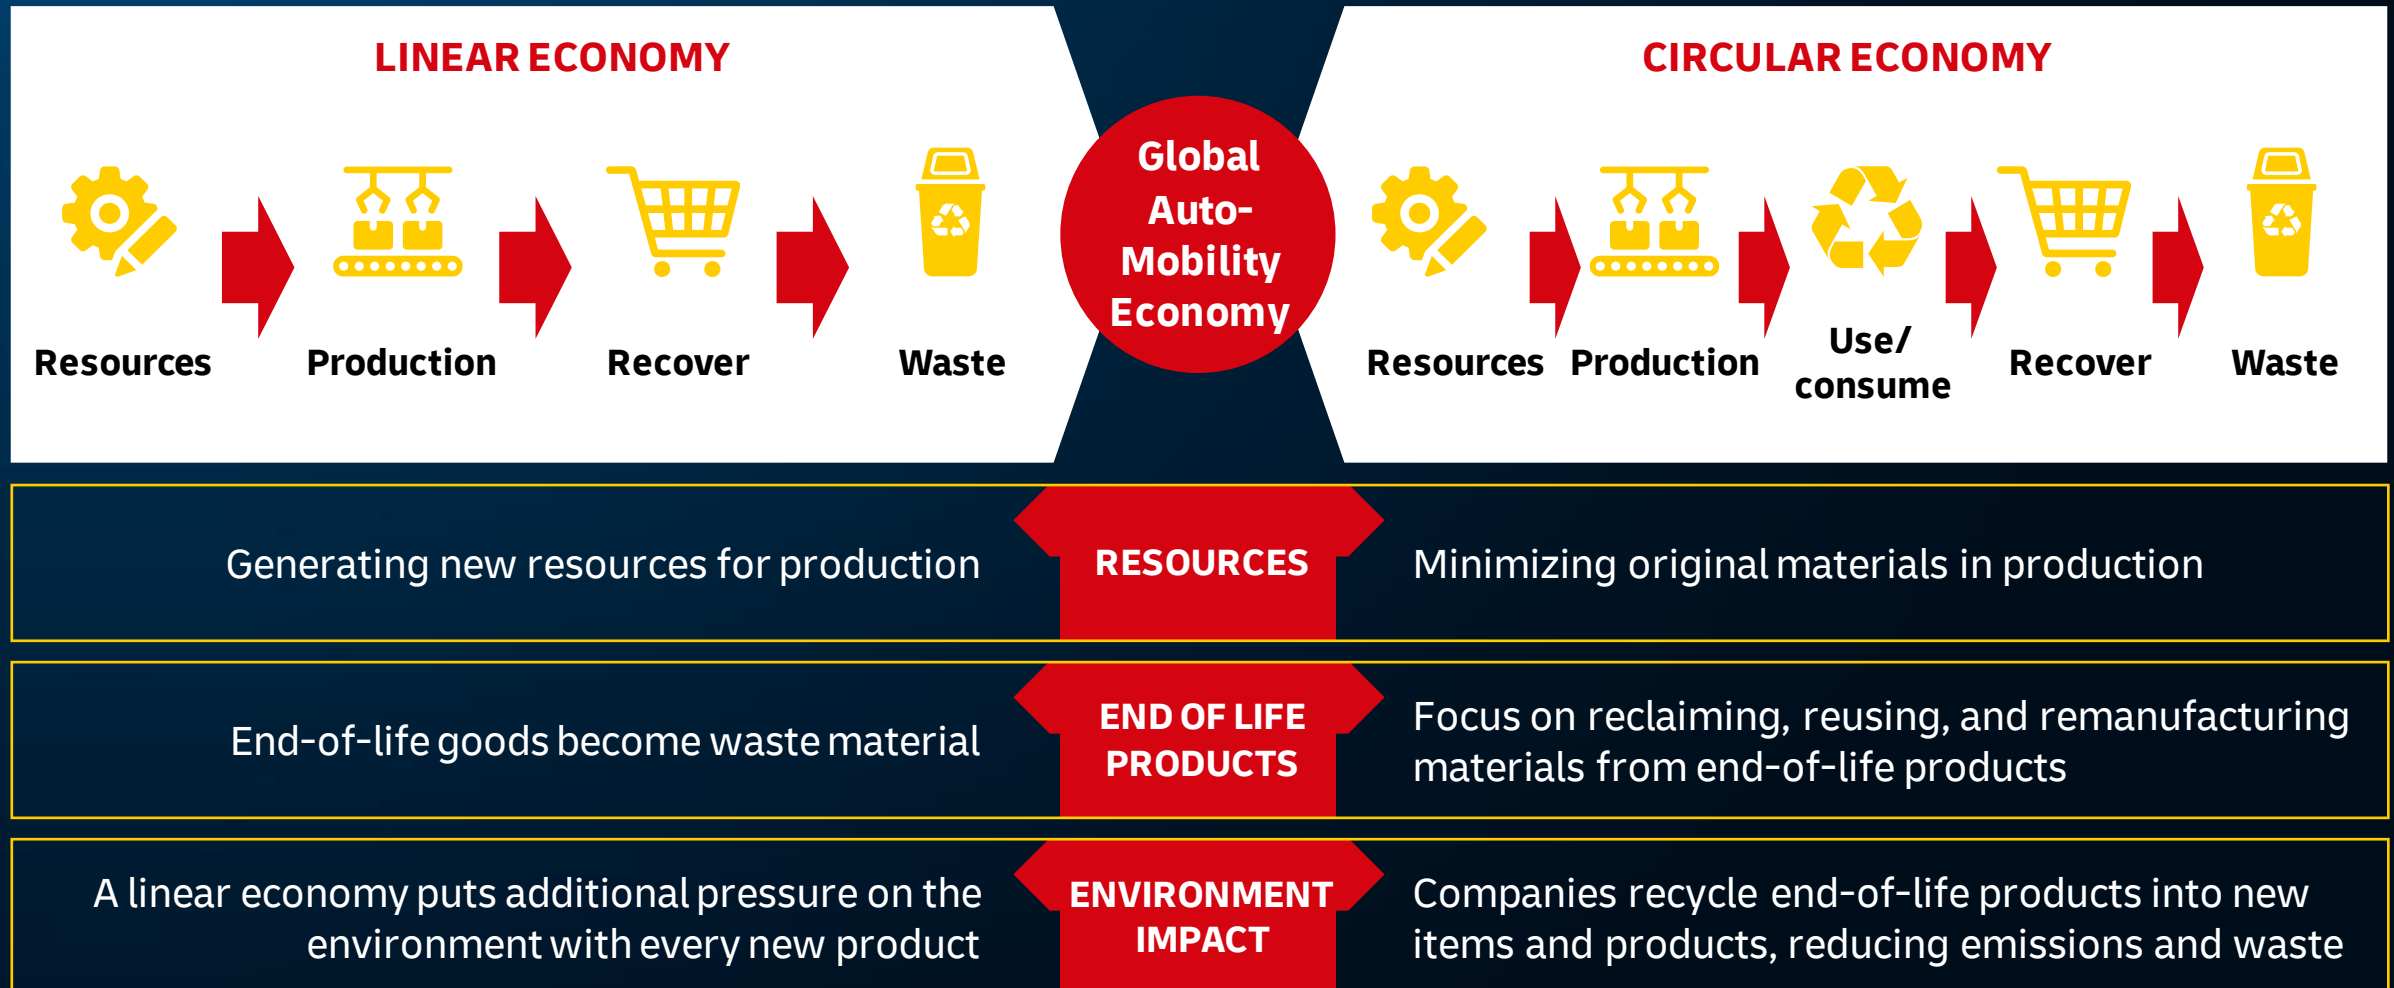 LINEAR ECONOMY
Resources
Production
Recover
Waste
Global
Auto-
Mobility
Economy
CIRCULAR ECONOMY
Resources
Production
Use/
consume
Recover
Waste
Generating new resources for production
RESOURCES
Minimizing original materials in production
End-of-life goods become waste material
END OF LIFE
PRODUCTS
Focus on reclaiming, reusing, and remanufacturing
materials from end-of-life products
A linear economy puts additional pressure on the
environment with every new product
ENVIRONMENT
IMPACT
Companies recycle end-of-life products into new
items and products, reducing emissions and waste